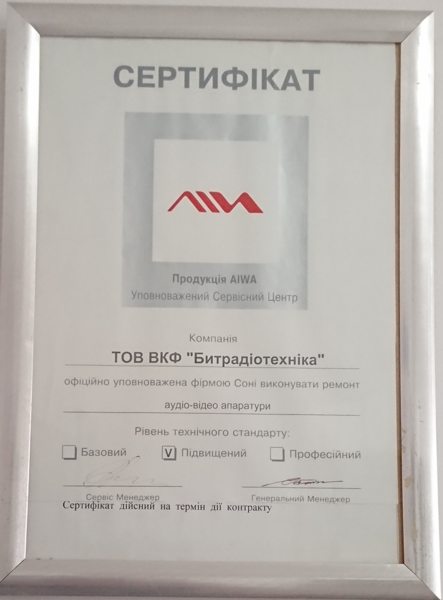 СЕРТИФІКАТ
AIWA
Продукція AIWA
Уповноважений Сервісний Центр
Компанія
ТОВ ВКФ "Битрадіотехніка"
офіційно уповноважена фірмою Соні виконувати ремонт
аудіо-відео апаратури
Рівень технічного стандарту:
Базовий V Підвищений Професійний
Сервіс Менеджер Генеральний Менеджер
Сертифікат дійсний на термін дії контракту